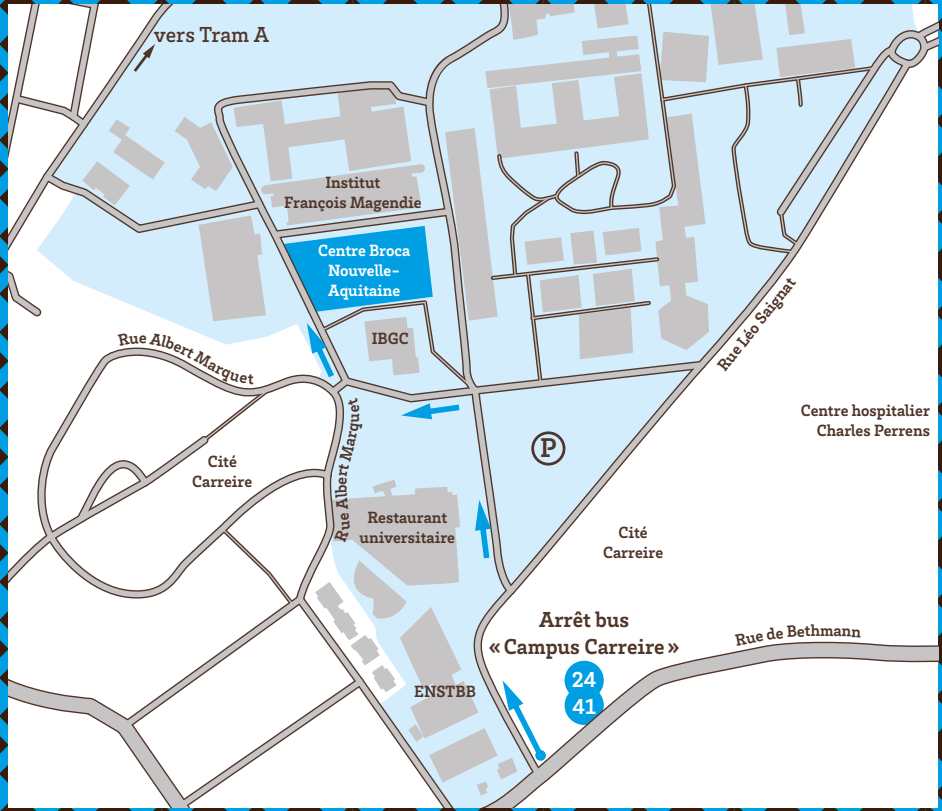 vers Tram A
Institut
François Magendie
Centre Broca
Nouvelle-
Aquitaine
IBGC
Rue Léo Saignat
Rue Albert Marquet
Centre hospitalier
Charles Perrens
Rue Albert Marquet
P
Cité
Carreire
Restaurant
universitaire
Cité
Carreire
Arrêt bus
« Campus Carreire »
Rue de Bethmann
24
41
ENSTBB